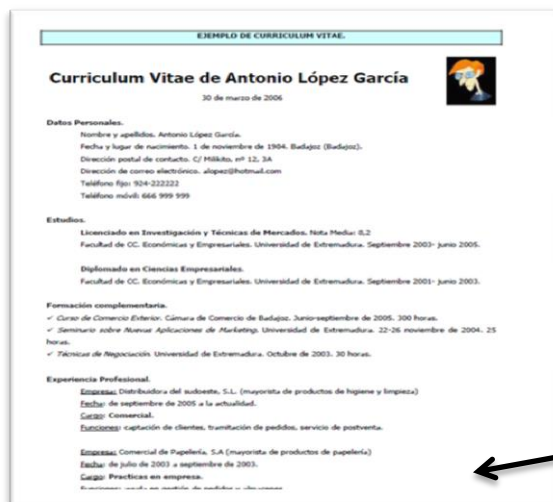 EJEMPLO DE CURRICULUM VITAE.
Curriculum Vitae de Antonio López García
30 de marzo de 2006
Datos Personales.
Nombre y apellidos. Antonio López García.
Fecha y lugar de nacimiento. 1 de noviembre de 1984. Badajoz (Badajoz).
Dirección postal de contacto. C/ Milikito, nº 12, 3A
Dirección de correo electrónico. alopez@hotmail.com
Teléfono fijo: 924-222222
Teléfono móvil: 666 999 999
Estudios.
Licenciado en Investigación y Técnicas de Mercados. Nota Media: 8,2
Facultad de CC. Económicas y Empresariales. Universidad de Extremadura. Septiembre 2003- junio 2005.
Diplomado en Ciencias Empresariales.
Facultad de CC. Económicas y Empresariales. Universidad de Extremadura. Septiembre 2001- junio 2003.
Formación complementaria.
✓ Curso de Comercio Exterior. Cámara de Comercio de Badajoz. Junio-septiembre de 2005. 300 horas.
✓ Seminario sobre Nuevas Aplicaciones de Marketing. Universidad de Extremadura. 22-26 noviembre de 2004. 25
horas.
✓ Técnicas de Negociación. Universidad de Extremadura. Octubre de 2003. 30 horas.
Experiencia Profesional.
Empresa: Distribuidora del sudoeste, S.L. (mayorista de productos de higiene y limpieza)
Fecha: de septiembre de 2005 a la actualidad.
Cargo: Comercial.
Funciones: captación de clientes, tramitación de pedidos, servicio de postventa.
Empresa: Comercial de Papelería, S.A (mayorista de productos de papelería)
Fecha: de julio de 2003 a septiembre de 2003.
Cargo: Practicas en empresa.
Funciones: ayuda en gestión de pedidos y almacenes